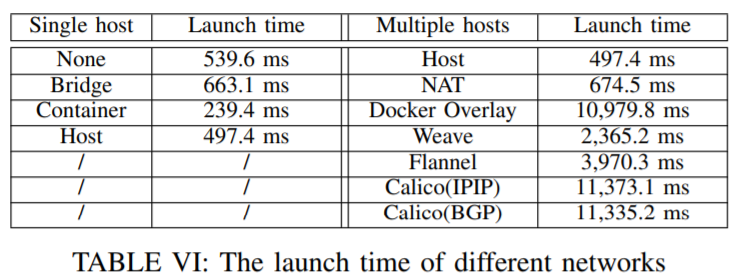 Single host Launch time Multiple hosts Launch time
None 539.6 ms Host 497.4 ms
Bridge 663.1 ms NAT 674.5 ms
Container 239.4 ms Docker Overlay 10,979.8 ms
Host 497.4 ms Weave 2,365.2 ms
/ / Flannel 3,970.3 ms
/ / Calico(IPIP) 11,373.1 ms
/ / Calico(BGP) 11,335.2 ms
TABLE VI: The launch time of different networks